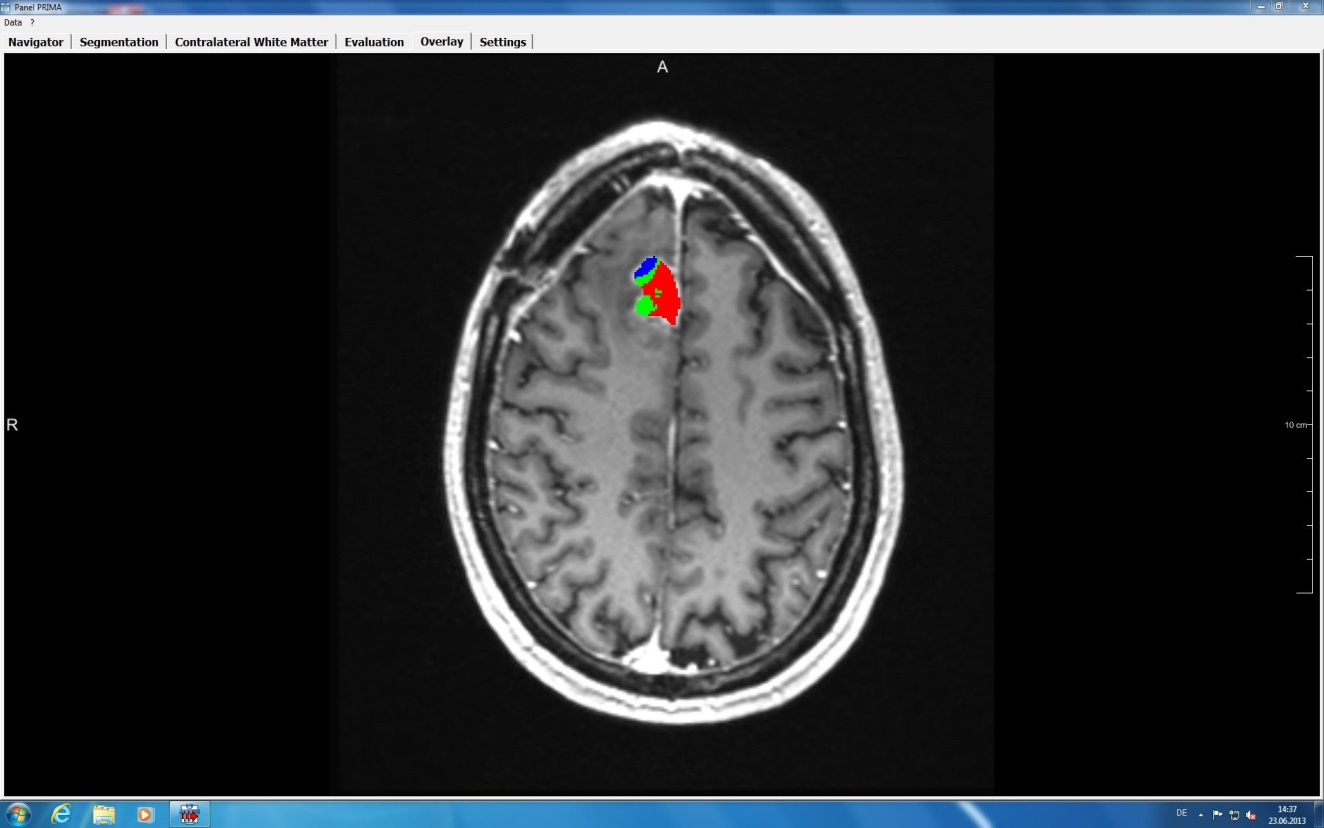 Panel PRIMA
Data ?
Navigator Segmentation Contralateral White Matter Evaluation Overlay Settings
A
R
10 cm
DE
14:37
23.06.2013